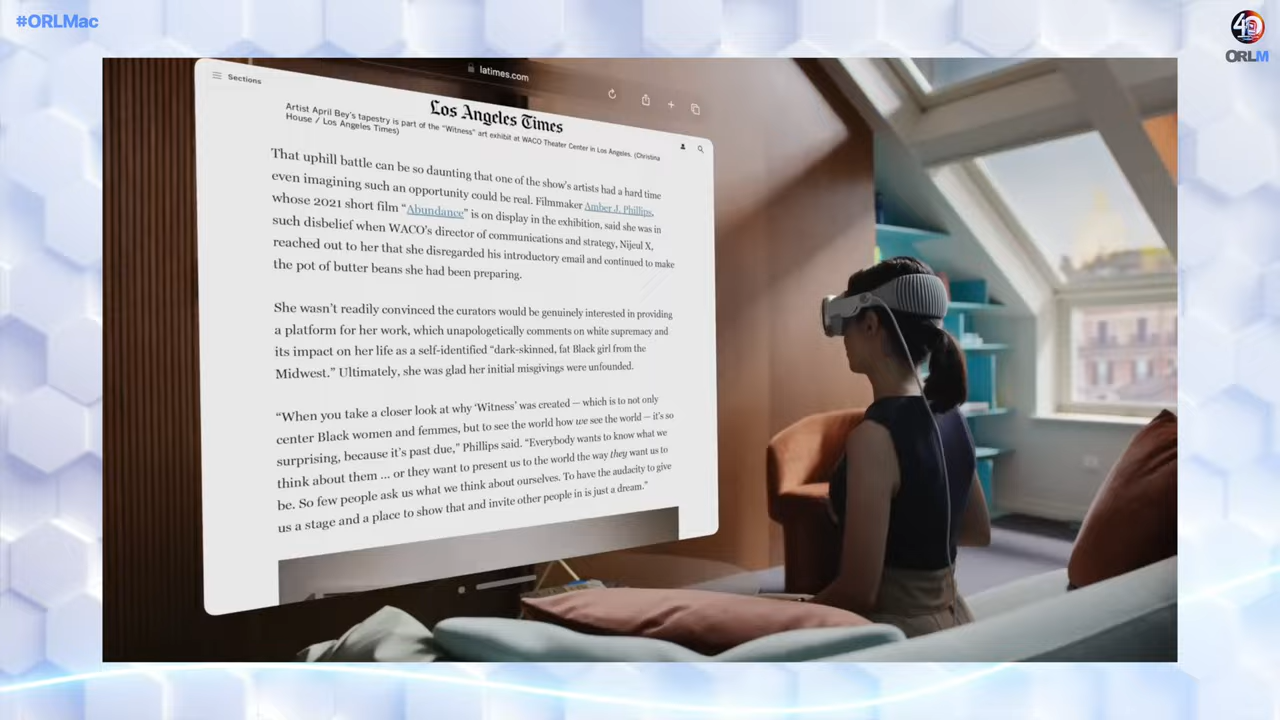 #ORLMac
40
ORLM
latimes.com
Sections
Los Angeles Times
Artist April Bey's tapestry is part of the "Witness" art exhibit at WACO Theater Center in Los Angeles. (Christina
House / Los Angeles Times)
That uphill battle can be so daunting that one of the show's artists had a hard time
even imagining such an opportunity could be real. Filmmaker Amber J. Phillips,
whose 2021 short film “Abundance” is on display in the exhibition, said she was in
such disbelief when WACO’s director of communications and strategy, Nijeul X,
reached out to her that she disregarded his introductory email and continued to make
the pot of butter beans she had been preparing.
She wasn’t readily convinced the curators would be genuinely interested in providing
a platform for her work, which unapologetically comments on white supremacy and
its impact on her life as a self-identified “dark-skinned, fat Black girl from the
Midwest.” Ultimately, she was glad her initial misgivings were unfounded.
“When you take a closer look at why ‘Witness’ was created — which is to not only
center Black women and femmes, but to see the world how we see the world — it’s so
surprising, because it’s past due,” Phillips said. “Everybody wants to know what we
think about them ... or they want to present us to the world the way they want us to
be. So few people ask us what we think about ourselves. To have the audacity to give
us a stage and a place to show that and invite other people in is just a dream.”